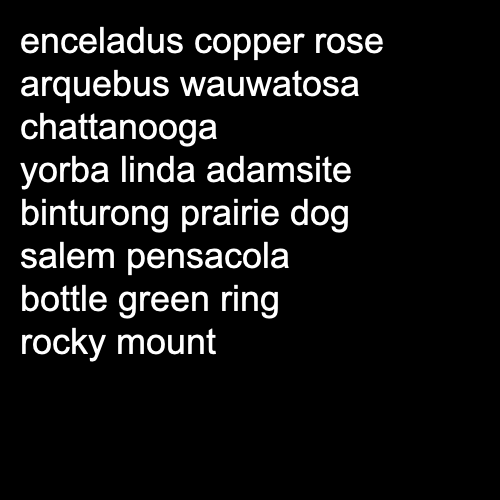 enceladus copper rose
arquebus wauwatosa
chattanooga
yorba linda adamsite
binturong prairie dog
salem pensacola
bottle green ring
rocky mount